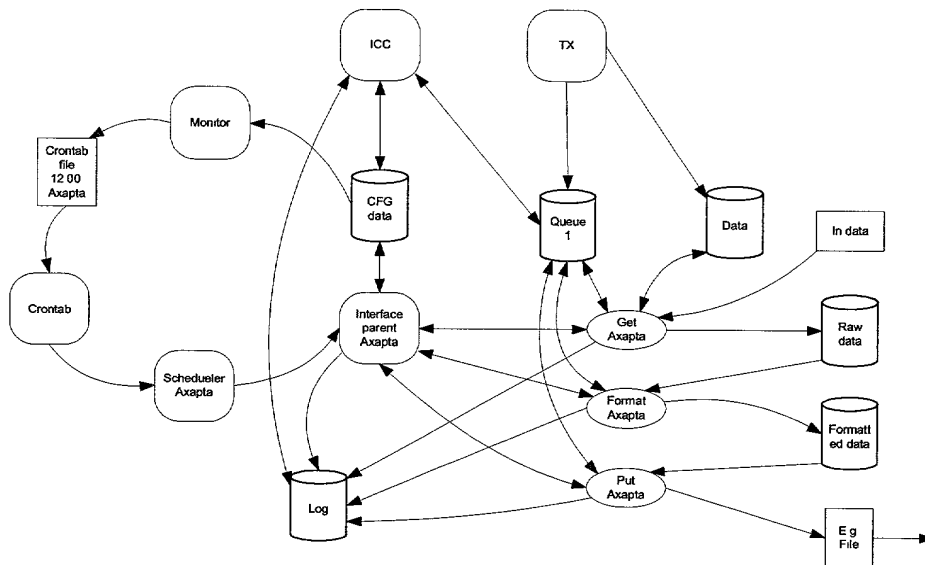 ICC
TX
Monitor
Crontab
file
12 00
Axapta
CFG
data
Queue
1
Data
In data
Crontab
Interface
parent
Axapta
Get
Axapta
Raw
data
Schedueler
Axapta
Format
Axapta
Formatt
ed data
Log
Put
Axapta
E g
File